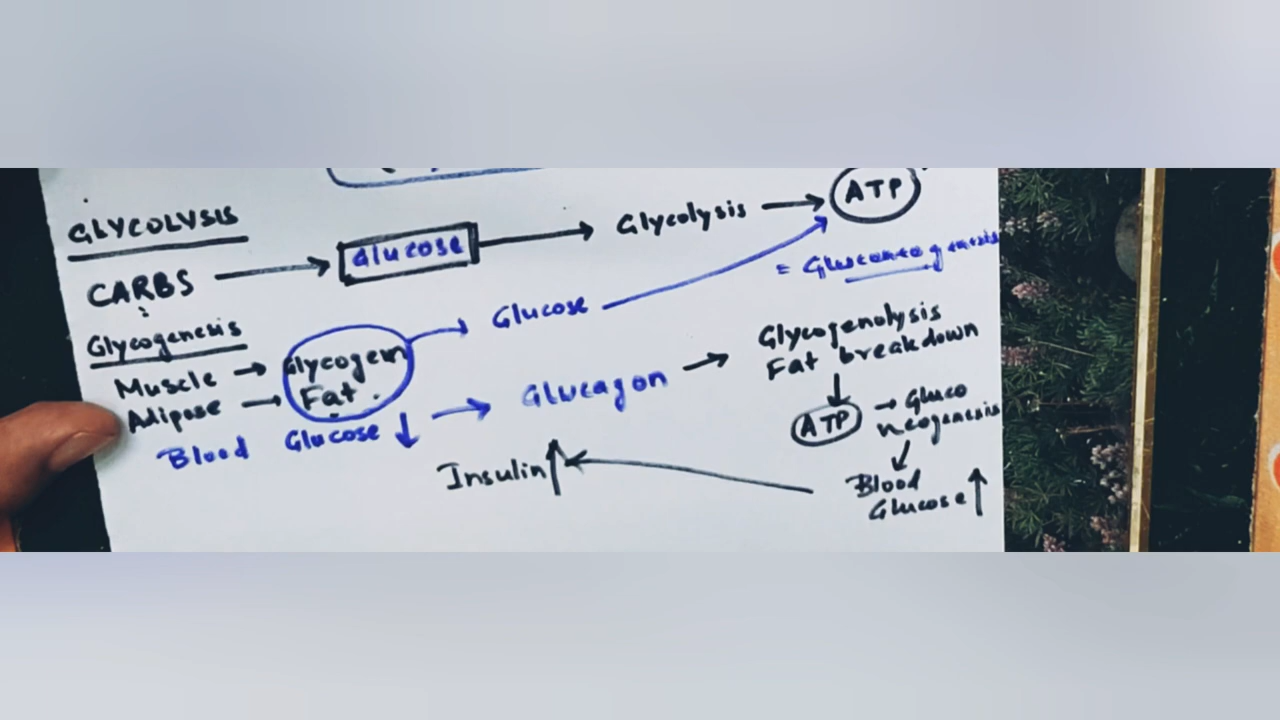 GLYCOLYSIS
CARBS → Glucose → Glycolysis → ATP
= Gluconeogenesis
Glycogenesis
Muscle → Glycogen → Glucose
Adipose → Fat
Blood Glucose ↓ → Glucagon → Glycogenolysis
Fat breakdown
ATP → Gluco
neogenesis
Blood
Glucose ↑
Insulin ↑